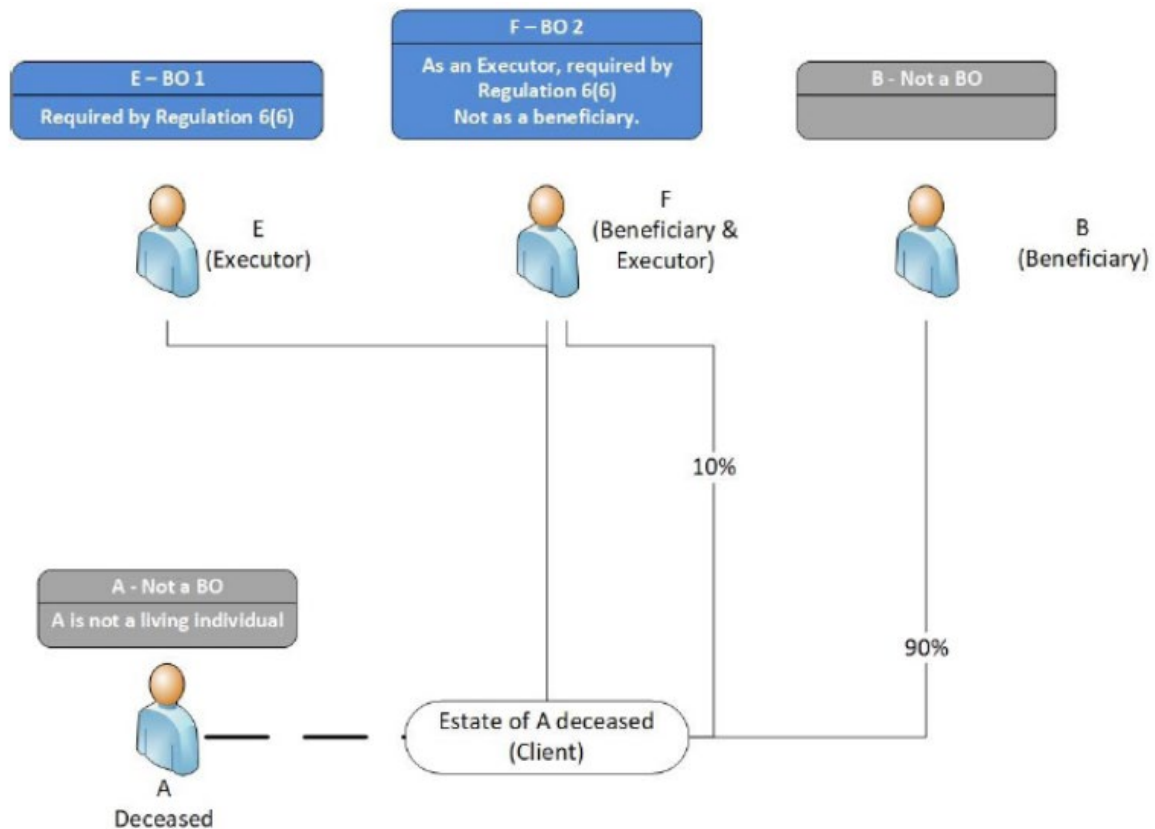 F – BO 2
As an Executor, required by
Regulation 6(6)
Not as a beneficiary.
E – BO 1
Required by Regulation 6(6)
B - Not a BO
E
(Executor)
F
(Beneficiary &
Executor)
B
(Beneficiary)
10%
90%
A - Not a BO
A is not a living individual
Estate of A deceased
(Client)
A
Deceased